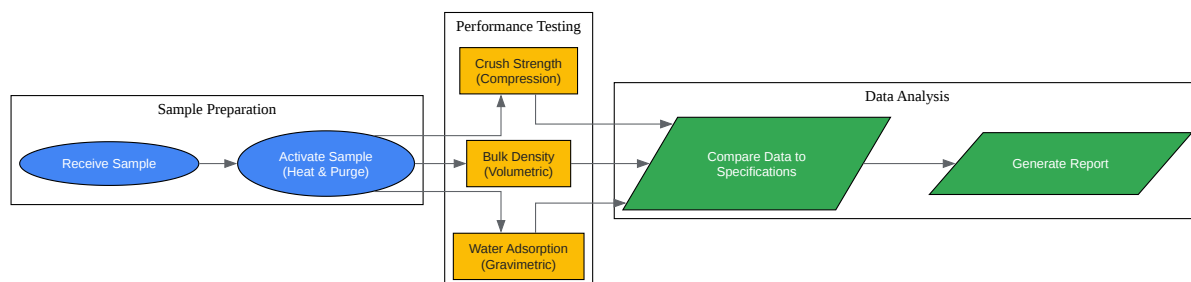 Performance Testing
Crush Strength
(Compression)
Sample Preparation
Data Analysis
Receive Sample
Activate Sample
(Heat & Purge)
Bulk Density
(Volumetric)
Compare Data to
Specifications
Generate Report
Water Adsorption
(Gravimetric)